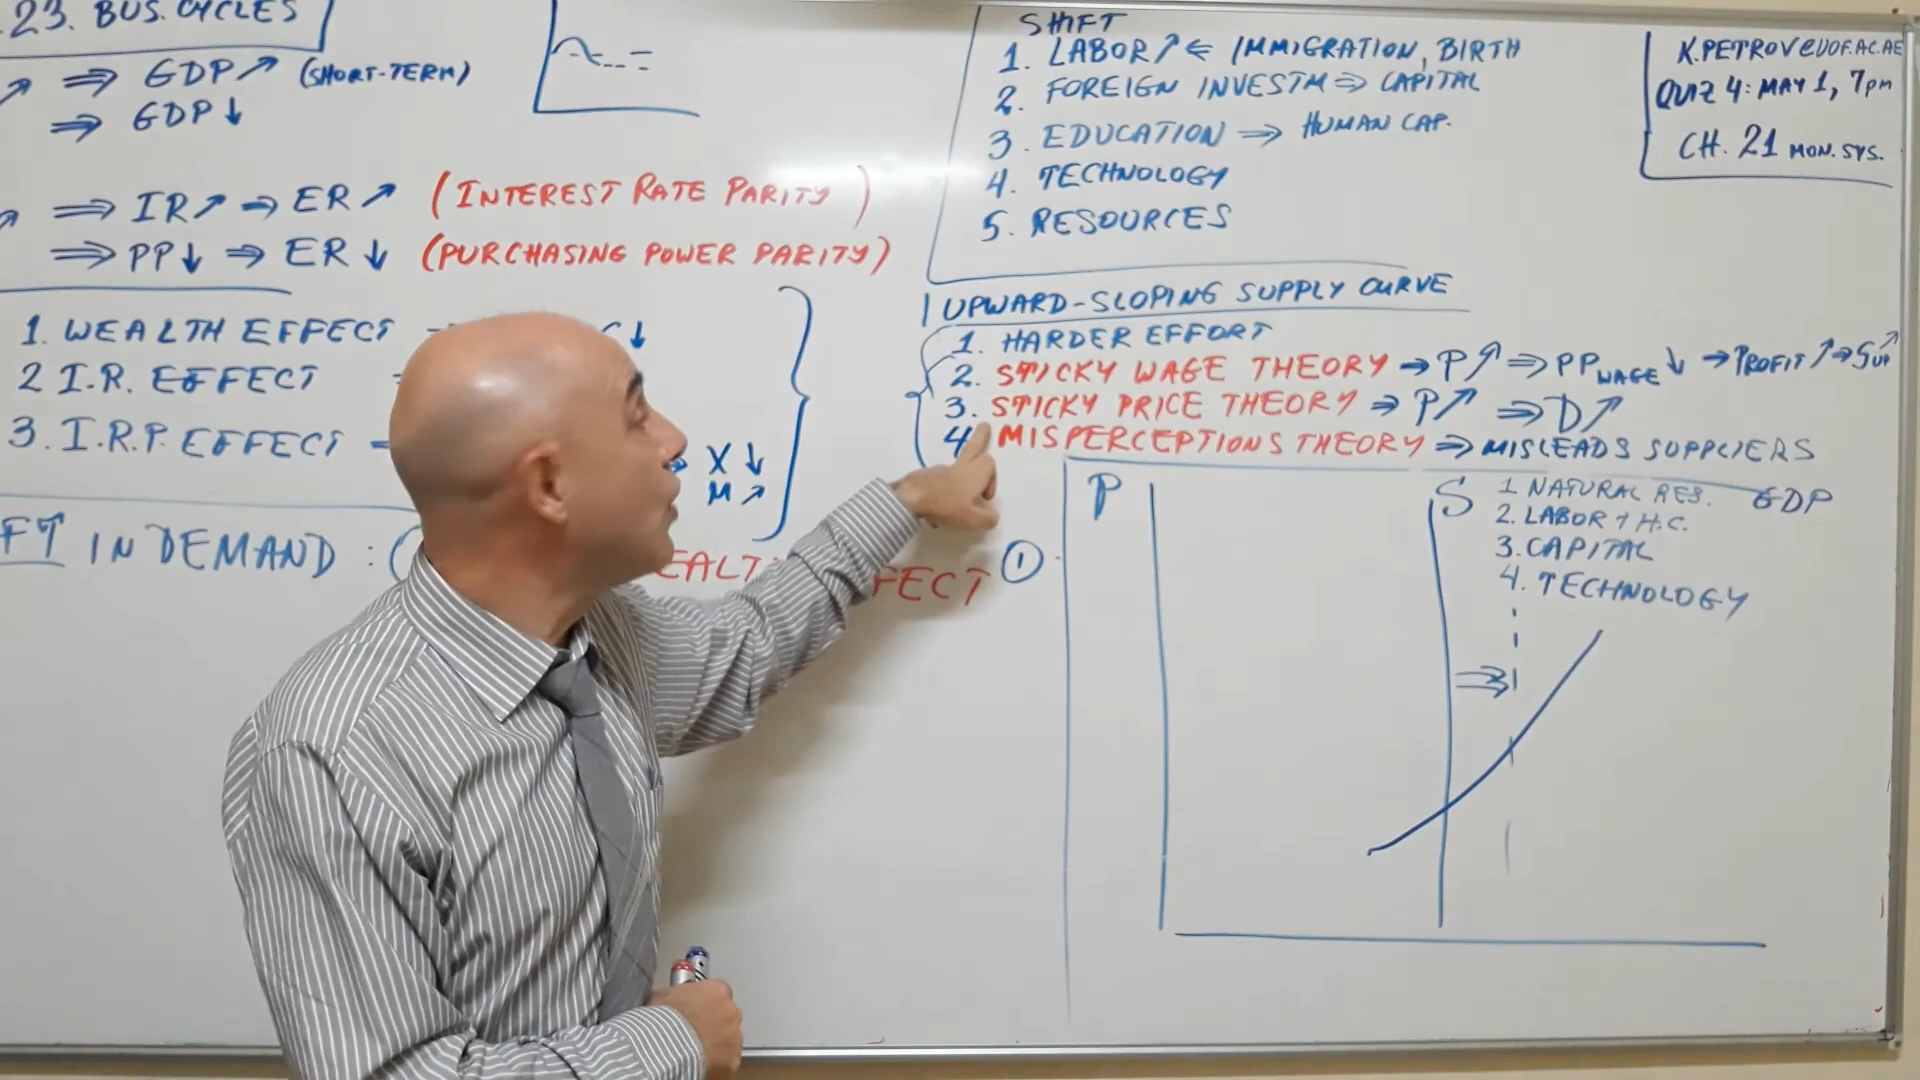 23. BUS. CYCLES
↗ ⇒ GDP↗ (SHORT-TERM)
⇒ GDP↓
⇒ IR↗ ⇒ ER↗ (INTEREST RATE PARITY)
⇒ PP↓ ⇒ ER↓ (PURCHASING POWER PARITY)
1. WEALTH EFFECT → C↓
2 I.R. EFFECT
3. I.R.P. EFFECT
X↓
M↗
IN DEMAND :
SHIFT
1. LABOR↗ ⇐ IMMIGRATION, BIRTH
2. FOREIGN INVESTM ⇒ CAPITAL
3. EDUCATION ⇒ HUMAN CAP.
4. TECHNOLOGY
5. RESOURCES
K.PETROV@UOF.AC.AE
QUIZ 4: MAY 1, 7pm
CH. 21 MON. SYS.
UPWARD-SLOPING SUPPLY CURVE
1. HARDER EFFORT
2. STICKY WAGE THEORY → P↗ ⇒ PP WAGE↓ → PROFIT↗ → SUP↗
3. STICKY PRICE THEORY ⇒ P↗ ⇒ D↗
4 MISPERCEPTIONS THEORY ⇒ MISLEADS SUPPLIERS
①
P
S
1 NATURAL RES. GDP
2. LABOR + H.C.
3. CAPITAL
4. TECHNOLOGY